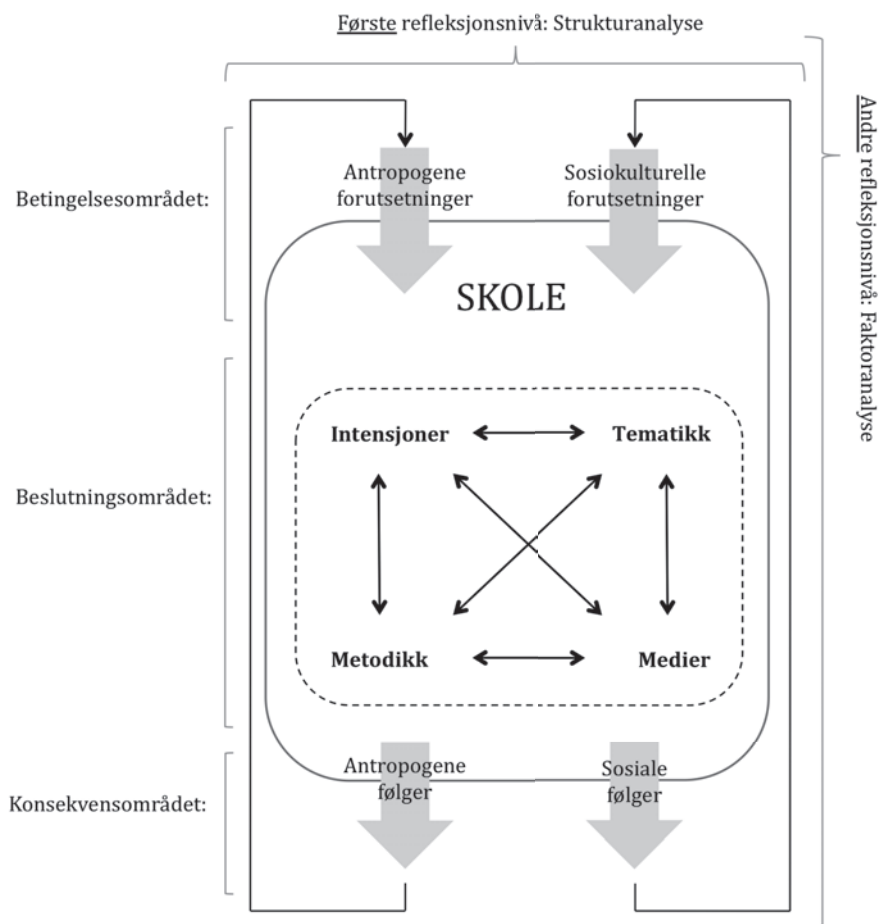 Første refleksjonsnivå: Strukturanalyse
Andre refleksjonsnivå: Faktoranalyse
Betingelsesområdet:
Antropogene
forutsetninger
Sosiokulturelle
forutsetninger
SKOLE
Beslutningsområdet:
Intensjoner
Tematikk
Metodikk
Medier
Konsekvensområdet:
Antropogene
følger
Sosiale
følger